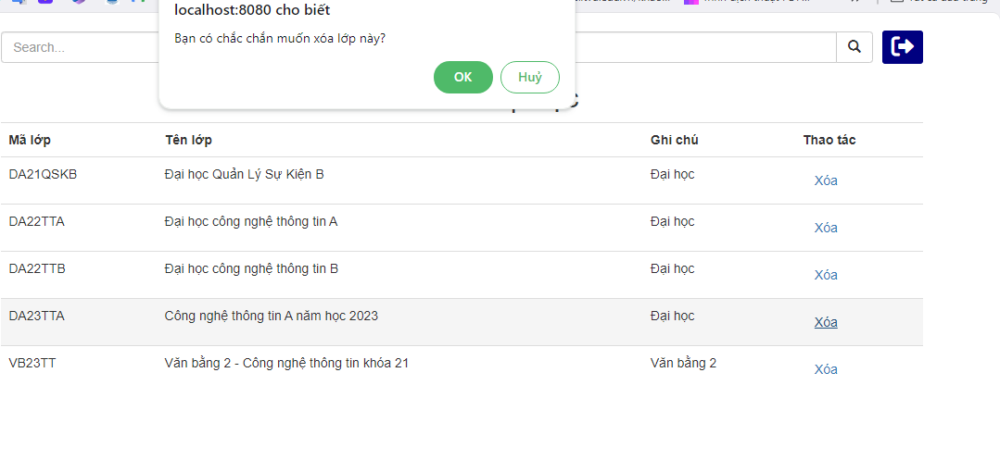 localhost:8080 cho biết
Bạn có chắc chắn muốn xóa lớp này?
OK Huỷ
Search...
Mã lớp Tên lớp Ghi chú Thao tác
DA21QSKB Đại học Quản Lý Sự Kiện B Đại học Xóa
DA22TTA Đại học công nghệ thông tin A Đại học Xóa
DA22TTB Đại học công nghệ thông tin B Đại học Xóa
DA23TTA Công nghệ thông tin A năm học 2023 Đại học Xóa
VB23TT Văn bằng 2 - Công nghệ thông tin khóa 21 Văn bằng 2 Xóa